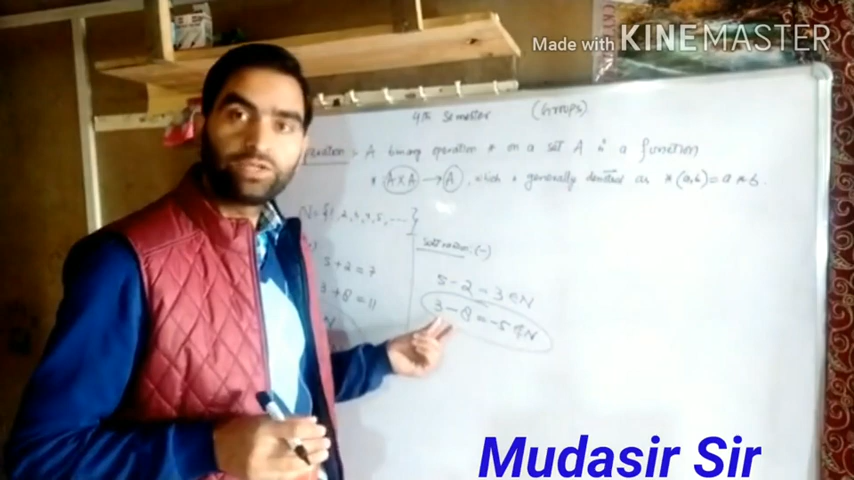 Made with KINEMASTER
4th Semester (Groups)
A binary operation * on a set A is a function
* A×A → A, which is generally denoted as *(a,b) = a*b.
N = {1, 2, 3, 4, 5, ....}
(-)
5 + 2 = 7
5 - 2 = 3 ∈ N
3 + 8 = 11
3 - 8 = -5 ∉ N
N
Mudasir Sir